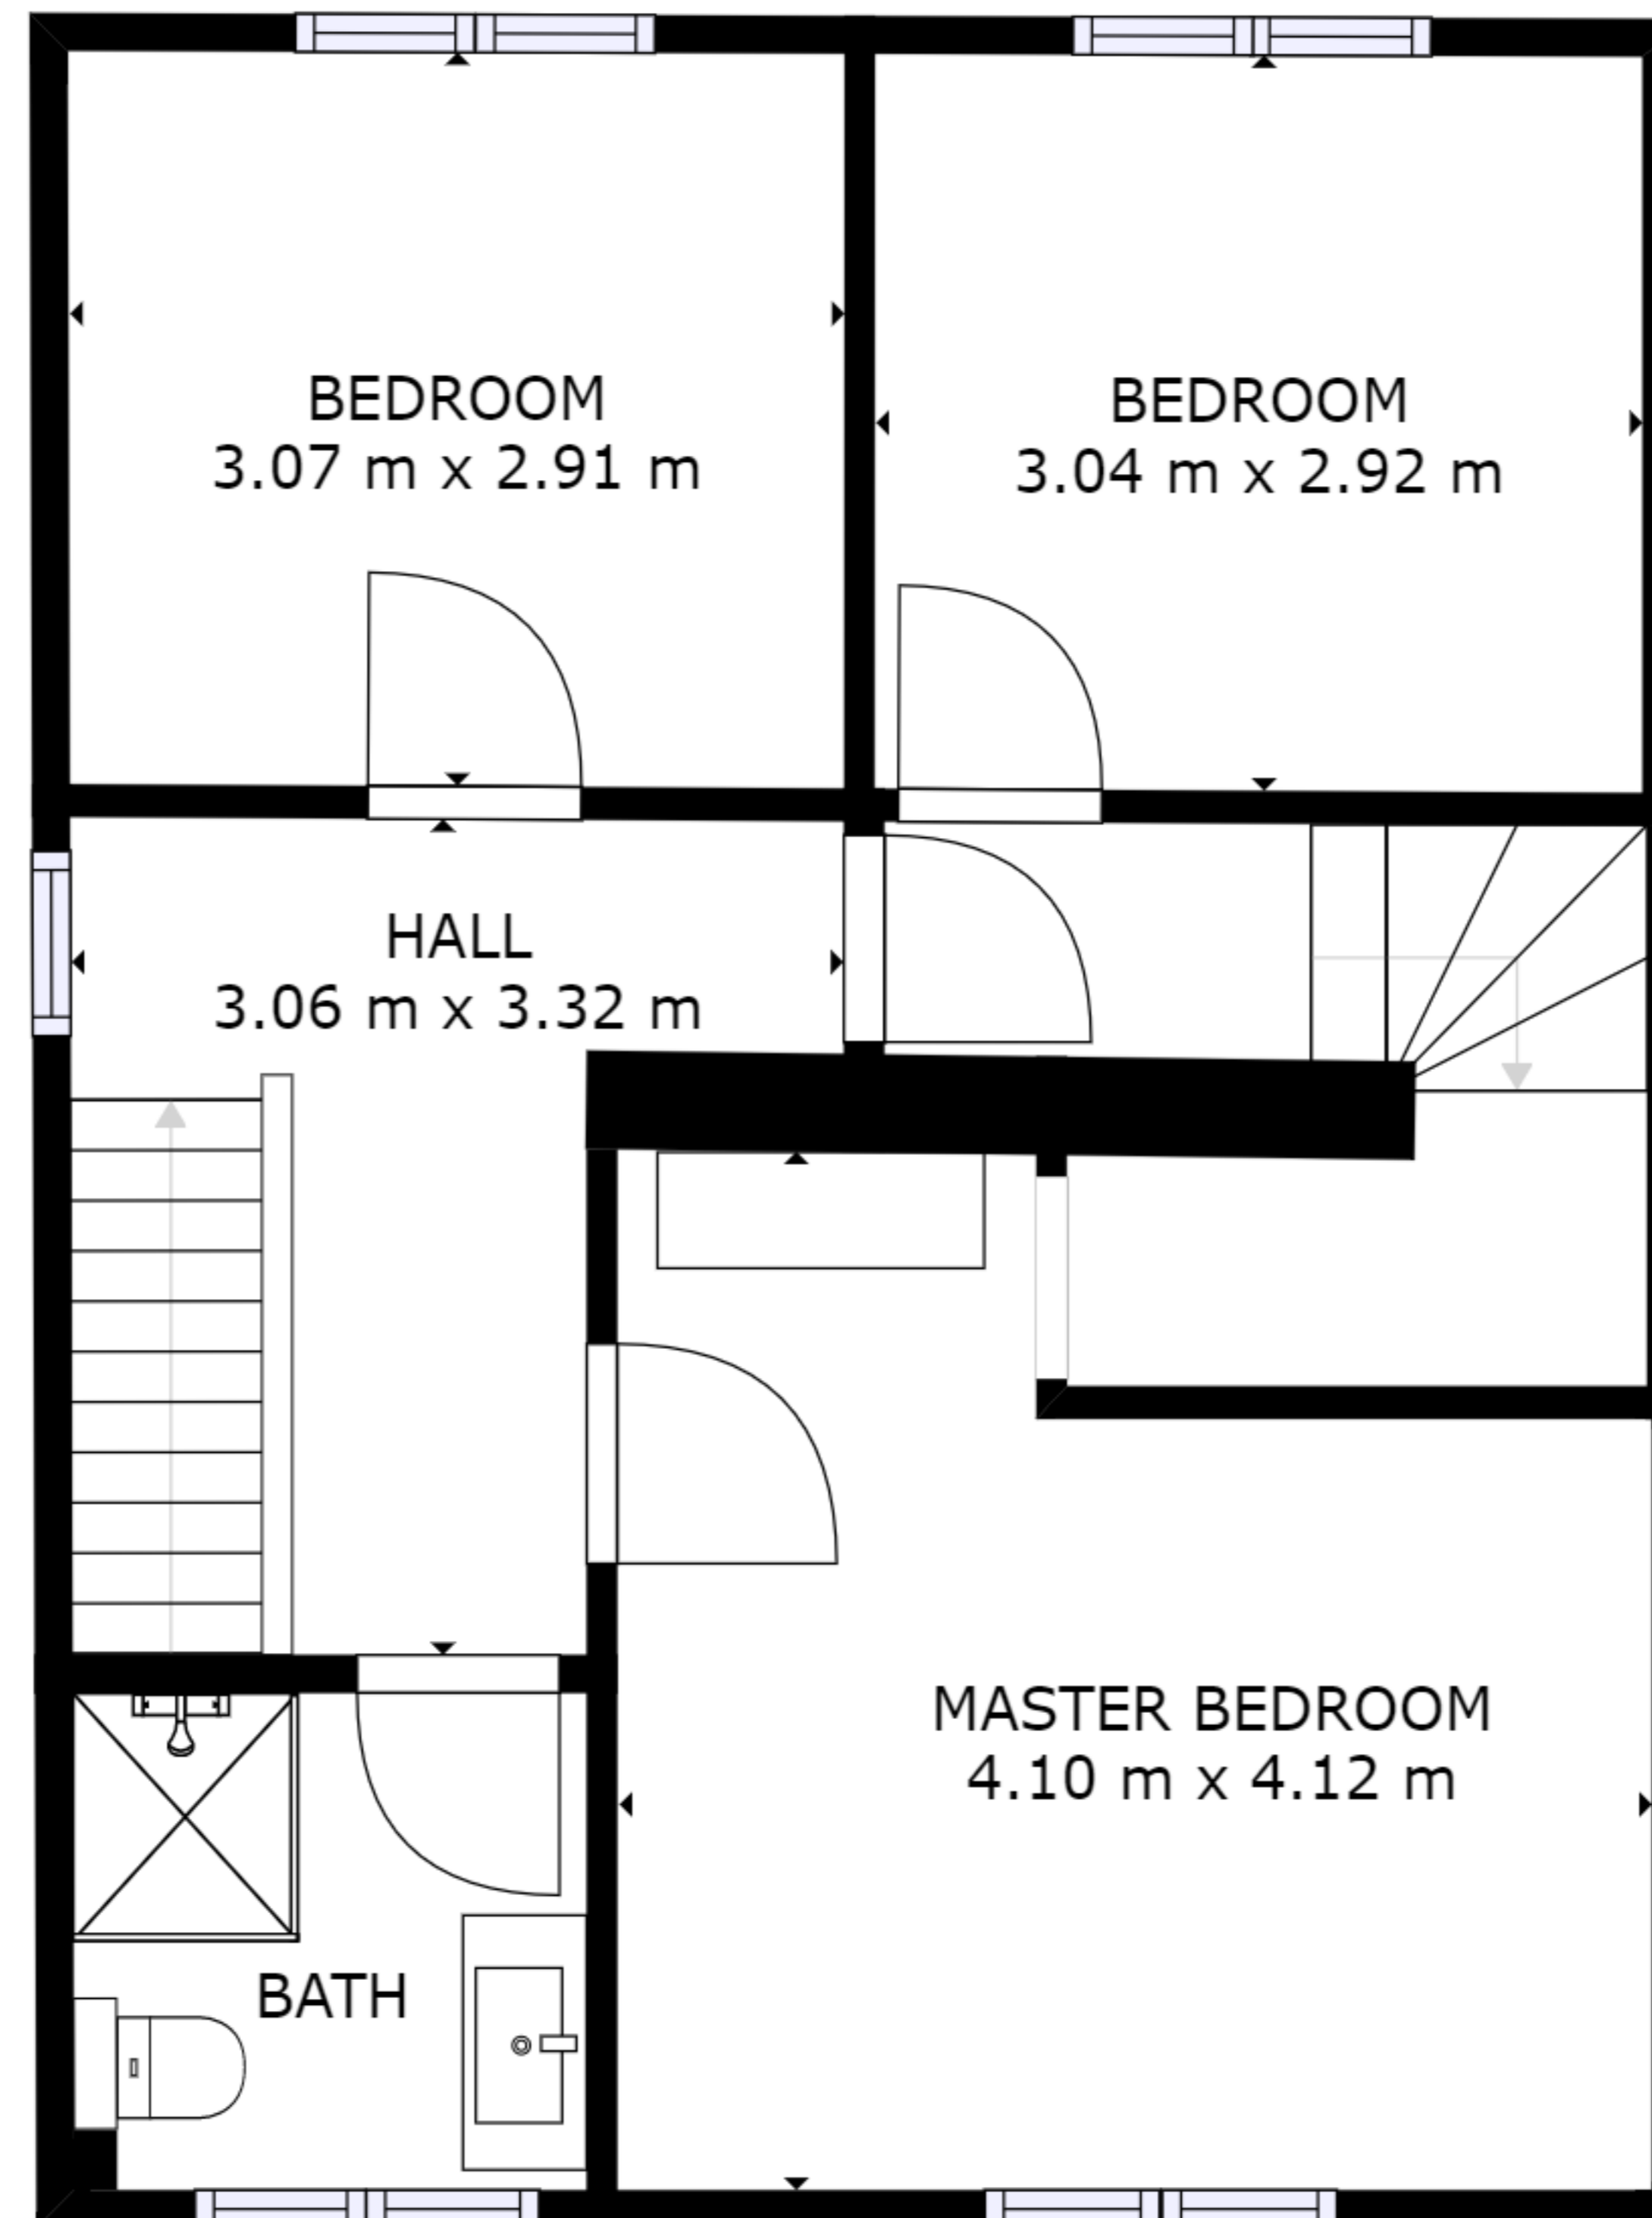 BEDROOM
3.07 m x 2.91 m
BEDROOM
3.04 m x 2.92 m
HALL
3.06 m x 3.32 m
MASTER BEDROOM
4.10 m x 4.12 m
BATH